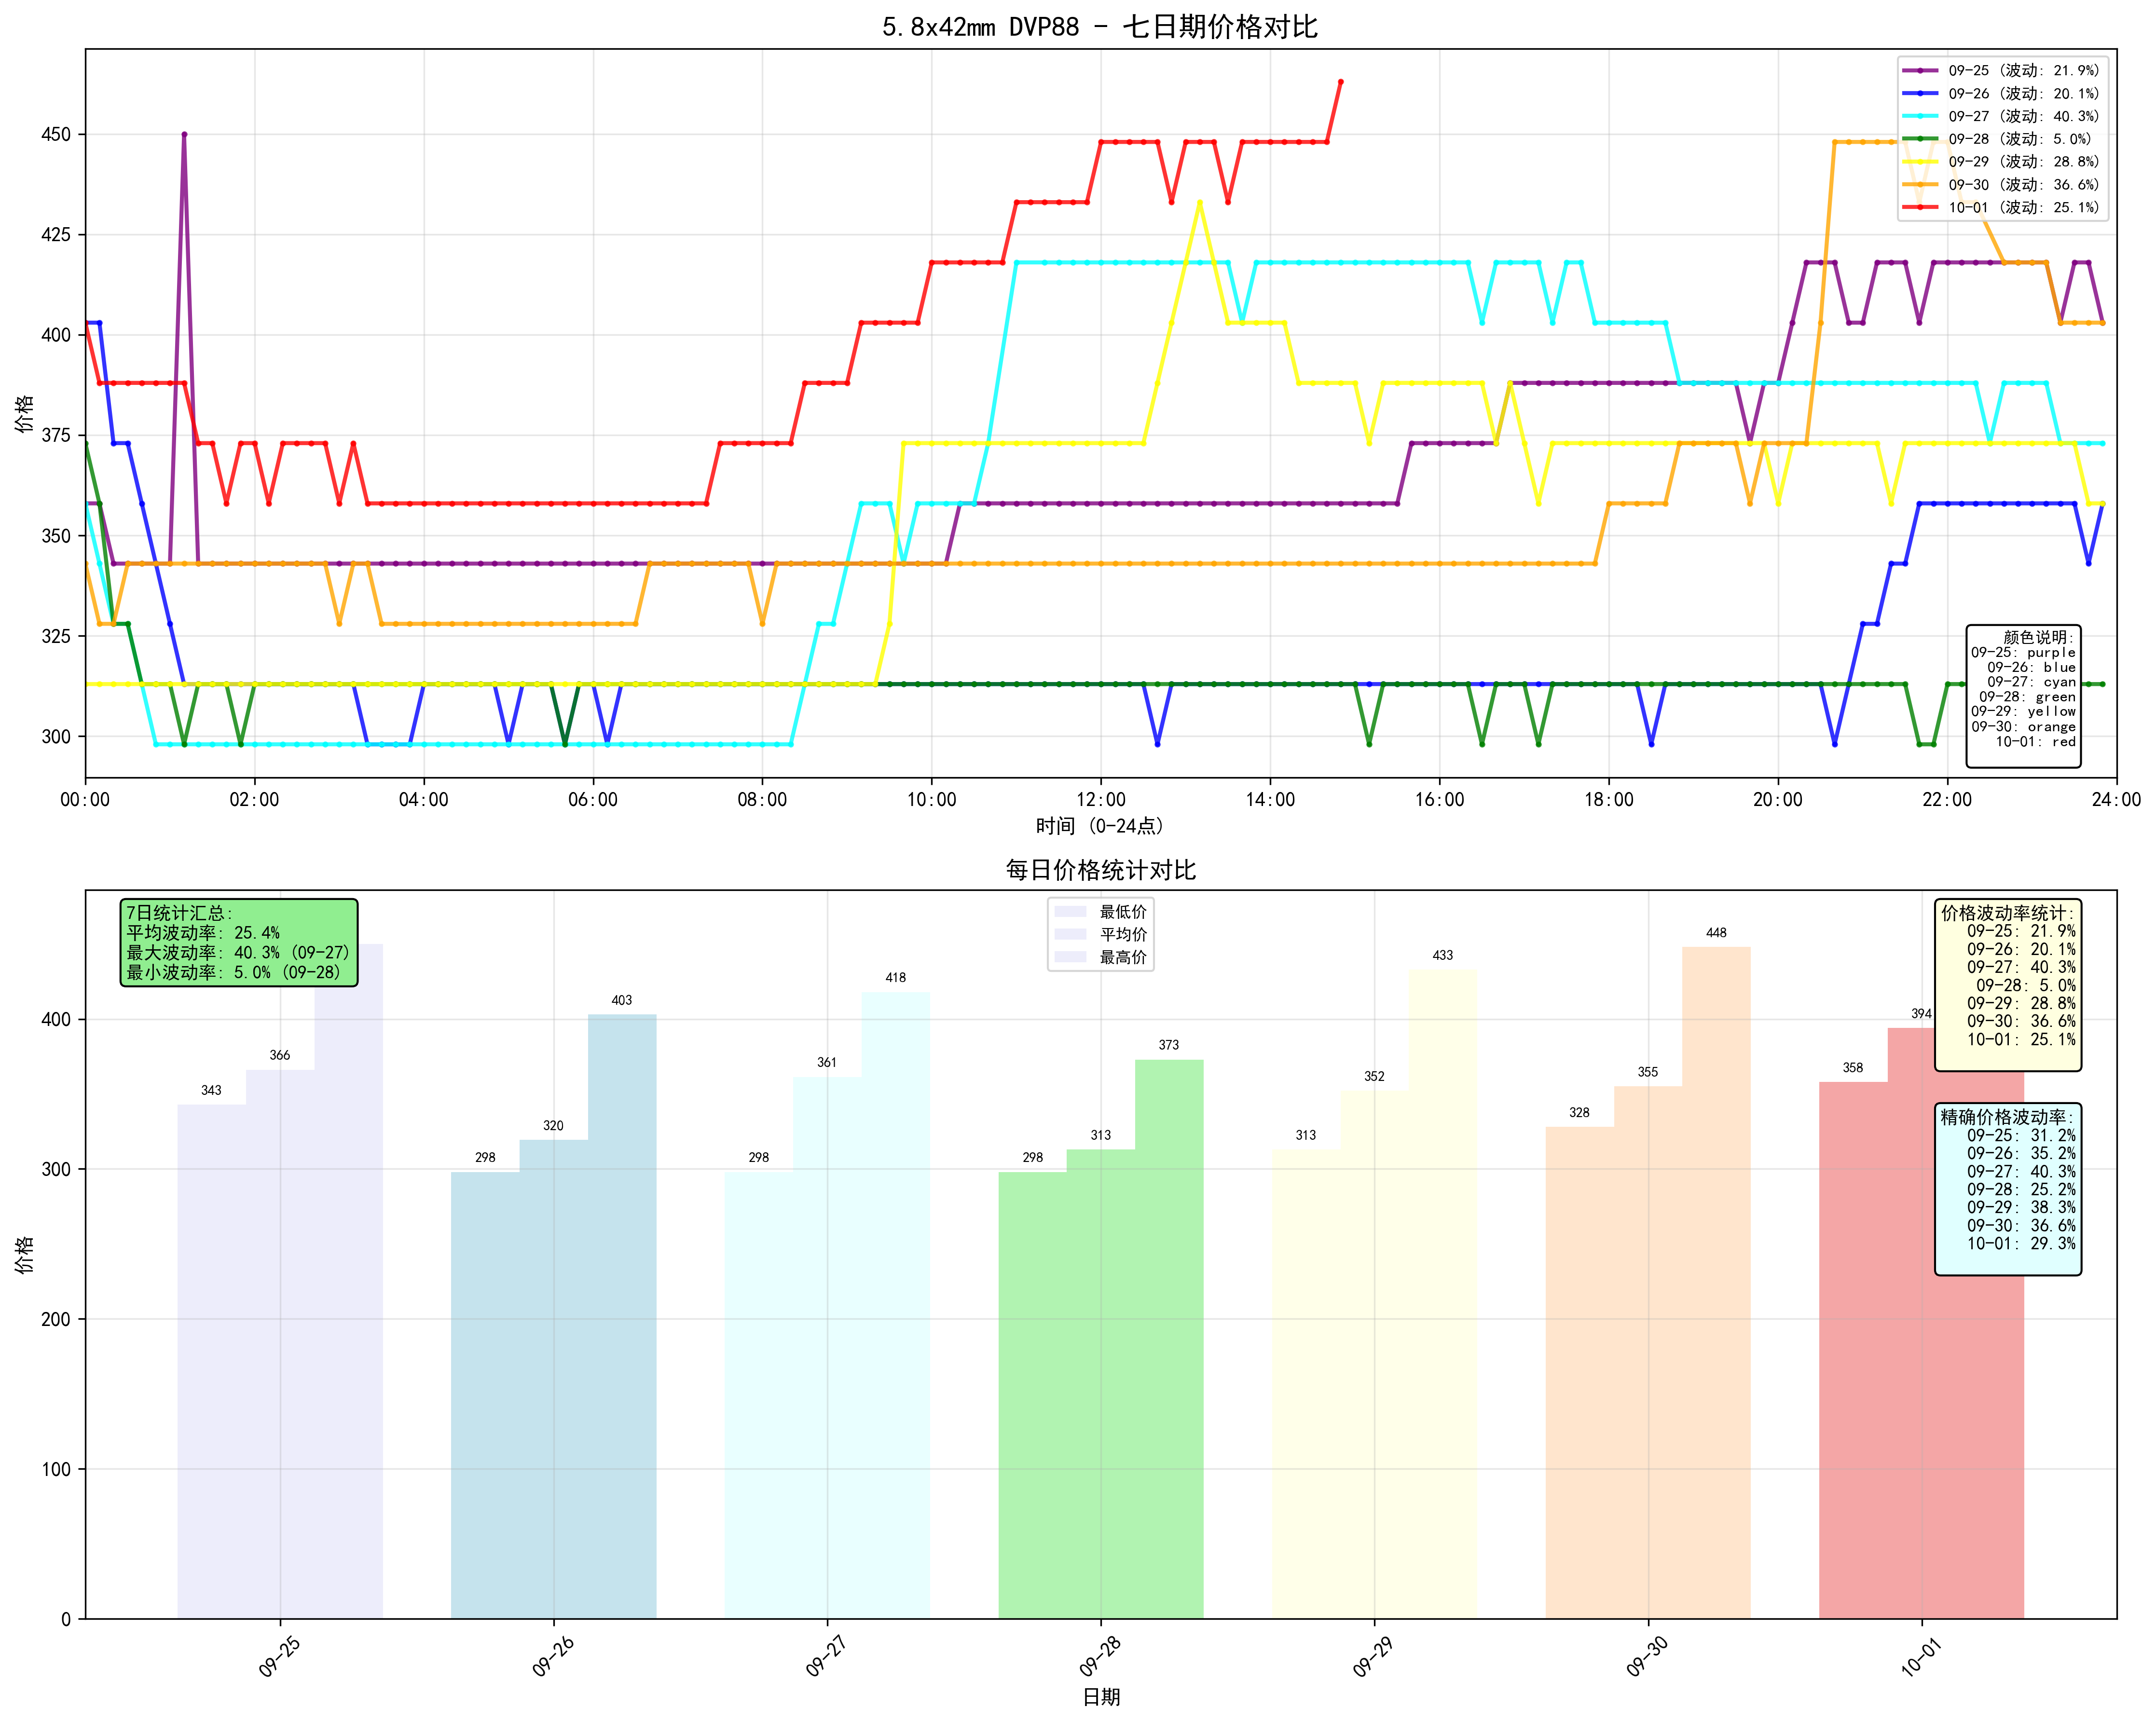 5.8x42mm DVP88 - 七日期价格对比
价格
450
425
400
375
350
325
300
09-25 (波动: 21.9%)
09-26 (波动: 20.1%)
09-27 (波动: 40.3%)
09-28 (波动: 5.0%)
09-29 (波动: 28.8%)
09-30 (波动: 36.6%)
10-01 (波动: 25.1%)
颜色说明:
09-25: purple
09-26: blue
09-27: cyan
09-28: green
09-29: yellow
09-30: orange
10-01: red
00:00 02:00 04:00 06:00 08:00 10:00 12:00 14:00 16:00 18:00 20:00 22:00 24:00
时间 (0-24点)
每日价格统计对比
价格
400
300
200
100
0
7日统计汇总:
平均波动率: 25.4%
最大波动率: 40.3% (09-27)
最小波动率: 5.0% (09-28)
最低价
平均价
最高价
价格波动率统计:
09-25: 21.9%
09-26: 20.1%
09-27: 40.3%
09-28: 5.0%
09-29: 28.8%
09-30: 36.6%
10-01: 25.1%
精确价格波动率:
09-25: 31.2%
09-26: 35.2%
09-27: 40.3%
09-28: 25.2%
09-29: 38.3%
09-30: 36.6%
10-01: 29.3%
343 366
298 320 403
298 361 418
298 313 373
313 352 433
328 355 448
358 394
09-25 09-26 09-27 09-28 09-29 09-30 10-01
日期